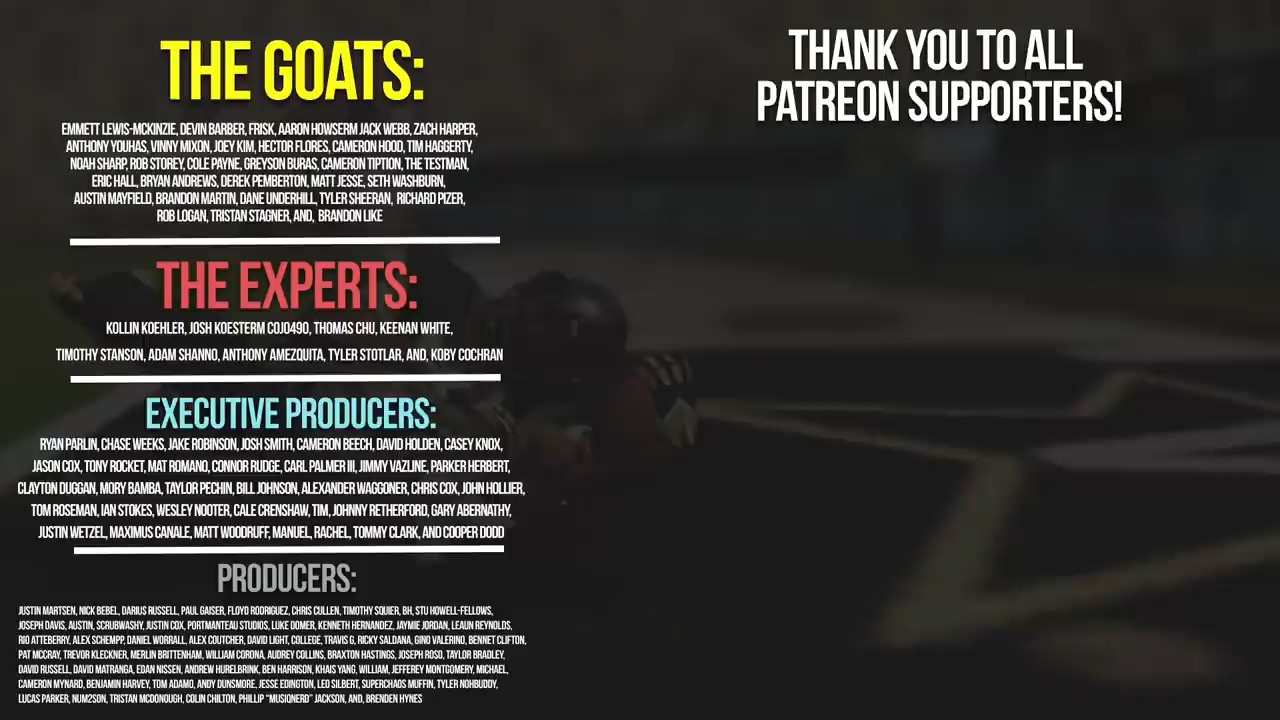 THE GOATS:
EMMETT LEWIS-MCKINZIE, DEVIN BARBER, FRISK, AARON HOWSERM JACK WEBB, ZACH HARPER,
ANTHONY YOUHAS, VINNY MIXON, JOEY KIM, HECTOR FLORES, CAMERON HOOD, TIM HAGGERTY,
NOAH SHARP, ROB STOREY, COLE PAYNE, GREYSON BURAS, CAMERON TIPTION, THE TESTMAN,
ERIC HALL, BRYAN ANDREWS, DEREK PEMBERTON, MATT JESSE, SETH WASHBURN,
AUSTIN MAYFIELD, BRANDON MARTIN, DANE UNDERHILL, TYLER SHEERAN, RICHARD PIZER,
ROB LOGAN, TRISTAN STAGNER, AND, BRANDON LIKE
THE EXPERTS:
KOLLIN KOEHLER, JOSH KOESTERM COJO490, THOMAS CHU, KEENAN WHITE,
TIMOTHY STANSON, ADAM SHANNO, ANTHONY AMEZQUITA, TYLER STOTLAR, AND, KOBY COCHRAN
EXECUTIVE PRODUCERS:
RYAN PARLIN, CHASE WEEKS, JAKE ROBINSON, JOSH SMITH, CAMERON BEECH, DAVID HOLDEN, CASEY KNOX,
JASON COX, TONY ROCKET, MAT ROMANO, CONNOR RUDGE, CARL PALMER III, JIMMY VAZLINE, PARKER HERBERT,
CLAYTON DUGGAN, MORY BAMBA, TAYLOR PECHIN, BILL JOHNSON, ALEXANDER WAGGONER, CHRIS COX, JOHN HOLLIER,
TOM ROSEMAN, IAN STOKES, WESLEY NOOTER, CALE CRENSHAW, TIM, JOHNNY RETHERFORD, GARY ABERNATHY,
JUSTIN WETZEL, MAXIMUS CANALE, MATT WOODRUFF, MANUEL, RACHEL, TOMMY CLARK, AND COOPER DODD
PRODUCERS:
JUSTIN MARTSEN, NICK BEBEL, DARIUS RUSSELL, PAUL GAISER, FLOYD RODRIGUEZ, CHRIS CULLEN, TIMOTHY SQUIER, BH, STU HOWELL-FELLOWS,
JOSEPH DAVIS, AUSTIN, SCRUBWASHY, JUSTIN COX, PORTMANTEAU STUDIOS, LUKE DOMER, KENNETH HERNANDEZ, JAYMIE JORDAN, LEAUN REYNOLDS,
RIO ATTEBERRY, ALEX SCHEMPP, DANIEL WORRALL, ALEX COUTCHER, DAVID LIGHT, COLLEGE, TRAVIS G, RICKY SALDANA, GINO VALERINO, BENNET CLIFTON,
PAT MCCRAY, TREVOR KLECKNER, MERLIN BRITTENHAM, WILLIAM CORONA, AUDREY COLLINS, BRAXTON HASTINGS, JOSEPH ROSO, TAYLOR BRADLEY,
DAVID RUSSELL, DAVID MATRANGA, EDAN NISSEN, ANDREW HURELBRINK, BEN HARRISON, KHAIS YANG, WILLIAM, JEFFEREY MONTGOMERY, MICHAEL,
CAMERON MYNARD, BENJAMIN HARVEY, TOM ADAMO, ANDY DUNSMORE, JESSE EDINGTON, LEO SILBERT, SUPERCHAOS MUFFIN, TYLER NOHBUDDY,
LUCAS PARKER, NUM2SON, TRISTAN MCDONOUGH, COLIN CHILTON, PHILLIP "MUSIQNERD" JACKSON, AND, BRENDEN HYNES
THANK YOU TO ALL
PATREON SUPPORTERS!